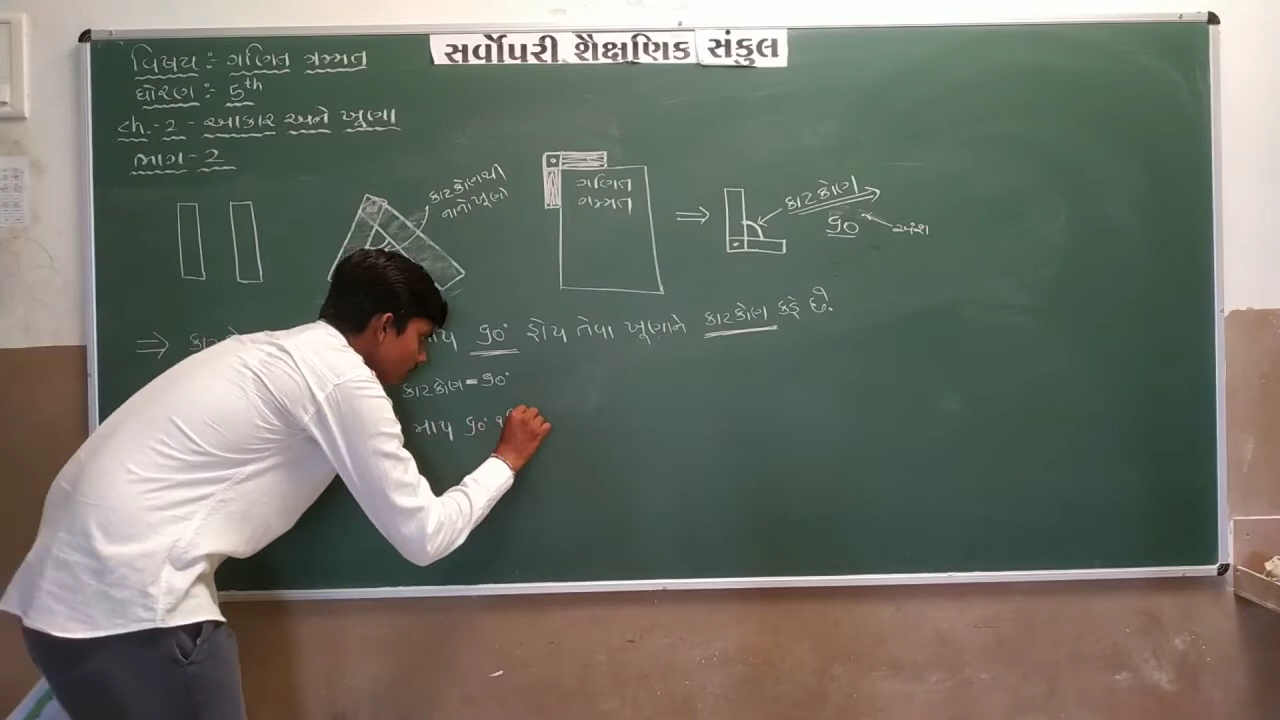 સર્વોપરી શૈક્ષણિક સંકુલ
વિષય : ગણિત ગમ્મત
ધોરણ : 5th
Ch.-2 - આકાર અને ખૂણા
ભાગ-2
કાટકોણથી
નાનો ખૂણો
ગણિત
ગમ્મત
⇒
કાટકોણ
90
અંશ
⇒ 90° હોય તેવા ખૂણાને કાટકોણ કહે છે.
કાટકોણ = 90°
માપ 90°